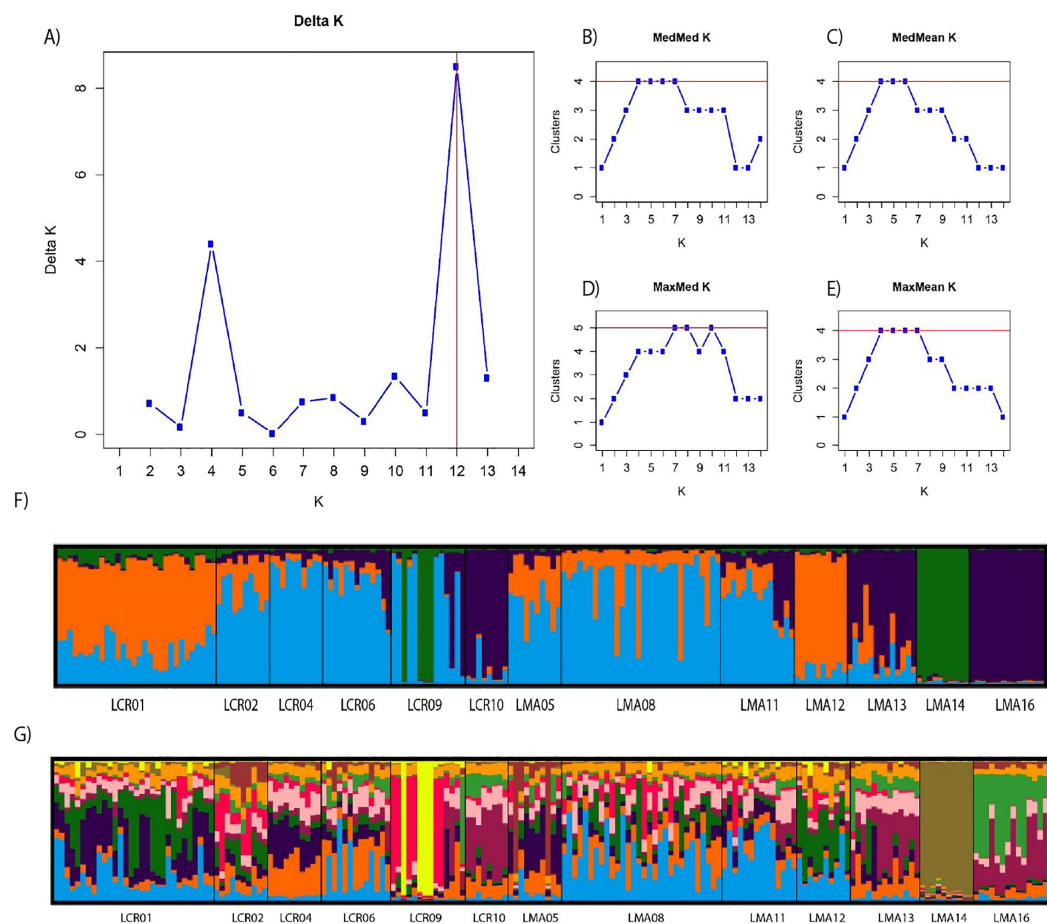 A)
Delta K
Delta K
8
6
4
2
0
1 2 3 4 5 6 7 8 9 10 11 12 13 14
K
B)
MedMed K
Clusters
4
3
2
1
0
1 3 5 7 9 11 13
K
C)
MedMean K
Clusters
4
3
2
1
0
1 3 5 7 9 11 13
K
D)
MaxMed K
Clusters
5
4
3
2
1
0
1 3 5 7 9 11 13
K
E)
MaxMean K
Clusters
4
3
2
1
0
1 3 5 7 9 11 13
K
F)
LCR01 LCR02 LCR04 LCR06 LCR09 LCR10 LMA05 LMA08 LMA11 LMA12 LMA13 LMA14 LMA16
G)
LCR01 LCR02 LCR04 LCR06 LCR09 LCR10 LMA05 LMA08 LMA11 LMA12 LMA13 LMA14 LMA16